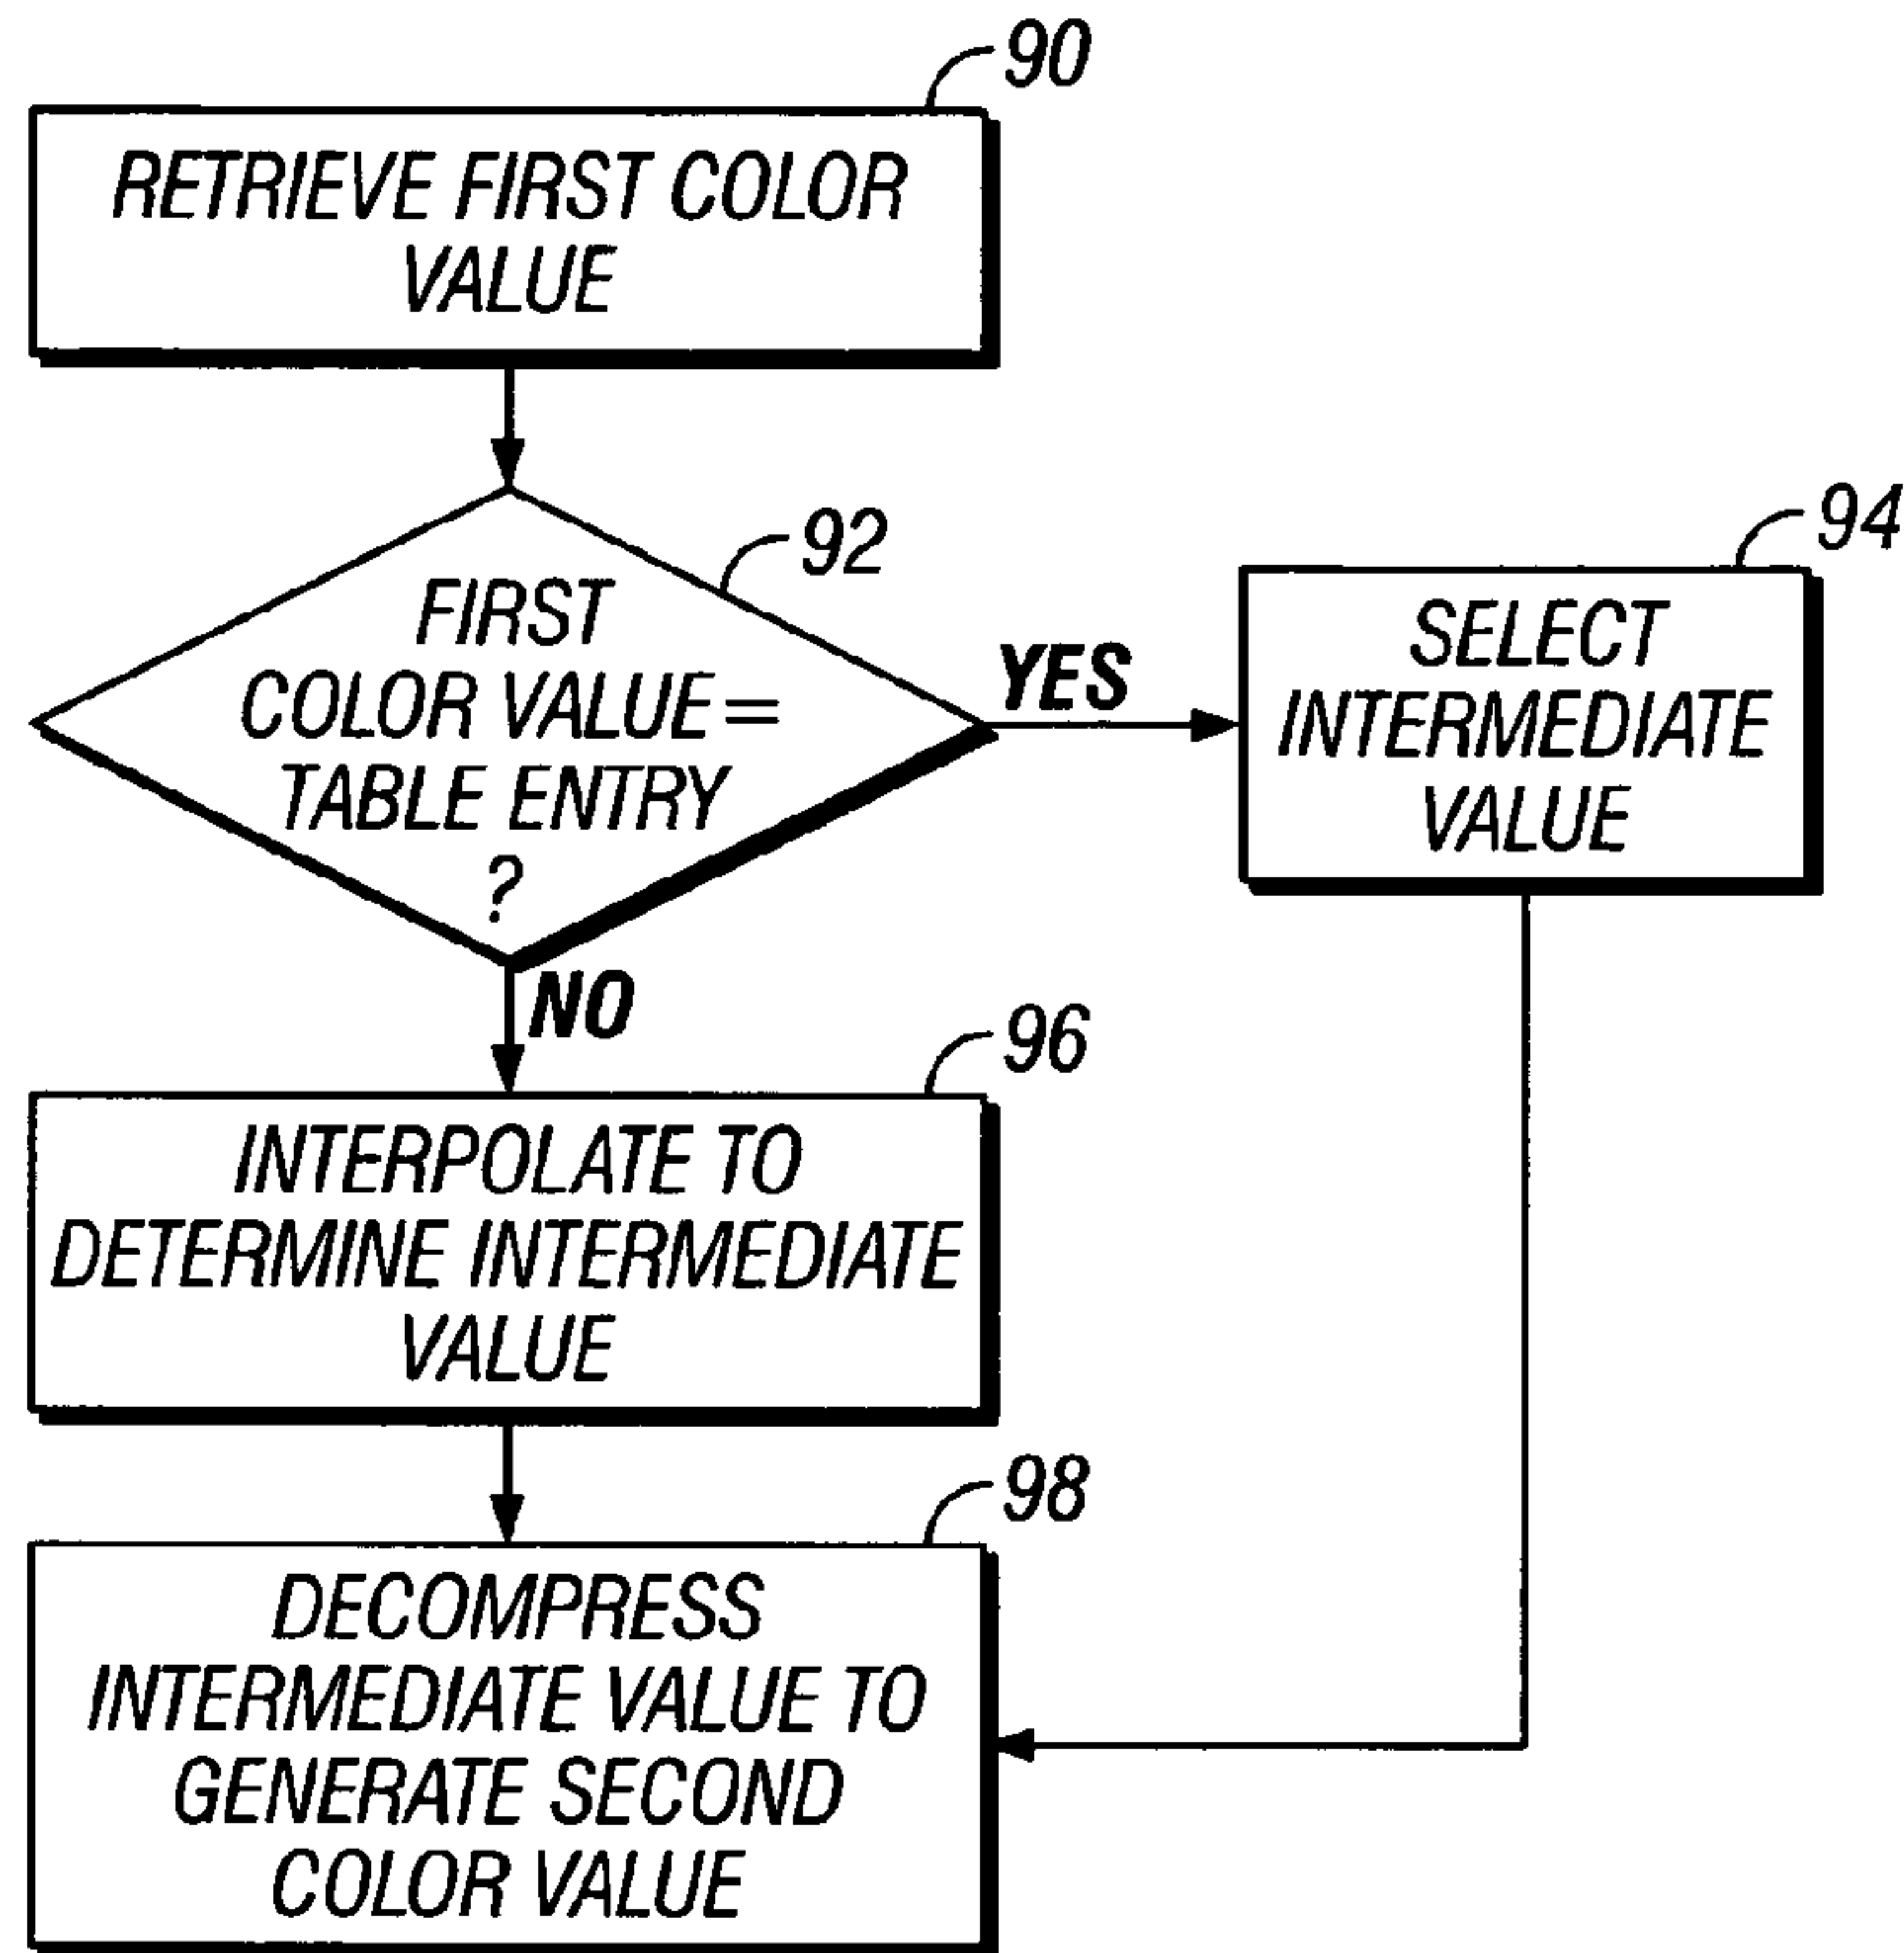 90
RETRIEVE FIRST COLOR
VALUE
92
FIRST
COLOR VALUE=
TABLE ENTRY
?
YES
94
SELECT
INTERMEDIATE
VALUE
NO
96
INTERPOLATE TO
DETERMINE INTERMEDIATE
VALUE
98
DECOMPRESS
INTERMEDIATE VALUE TO
GENERATE SECOND
COLOR VALUE